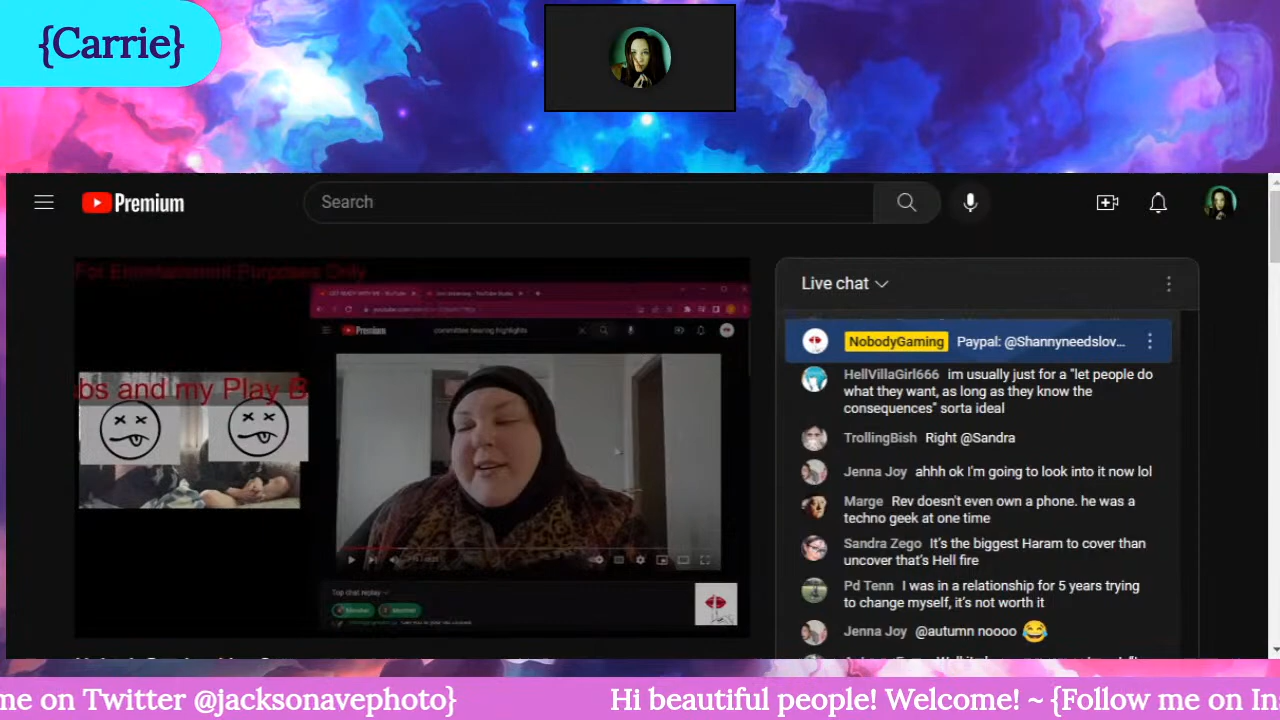 {Carrie}
Premium
Search
For Entertainment Purposes Only
GET READY WITH ME - YouTube
Premium
committee hearing highlights
bs and my Play B
Top chat replay
Live chat
NobodyGaming Paypal: @Shannyneedslov...
HellVillaGirl666 im usually just for a "let people do
what they want, as long as they know the
consequences" sorta ideal
TrollingBish Right @Sandra
Jenna Joy ahhh ok I'm going to look into it now lol
Marge Rev doesn't even own a phone. he was a
techno geek at one time
Sandra Zego It's the biggest Haram to cover than
uncover that's Hell fire
Pd Tenn I was in a relationship for 5 years trying
to change myself, it's not worth it
Jenna Joy @autumn noooo 😂
me on Twitter @jacksonavephoto}
Hi beautiful people! Welcome! ~ {Follow me on Ins